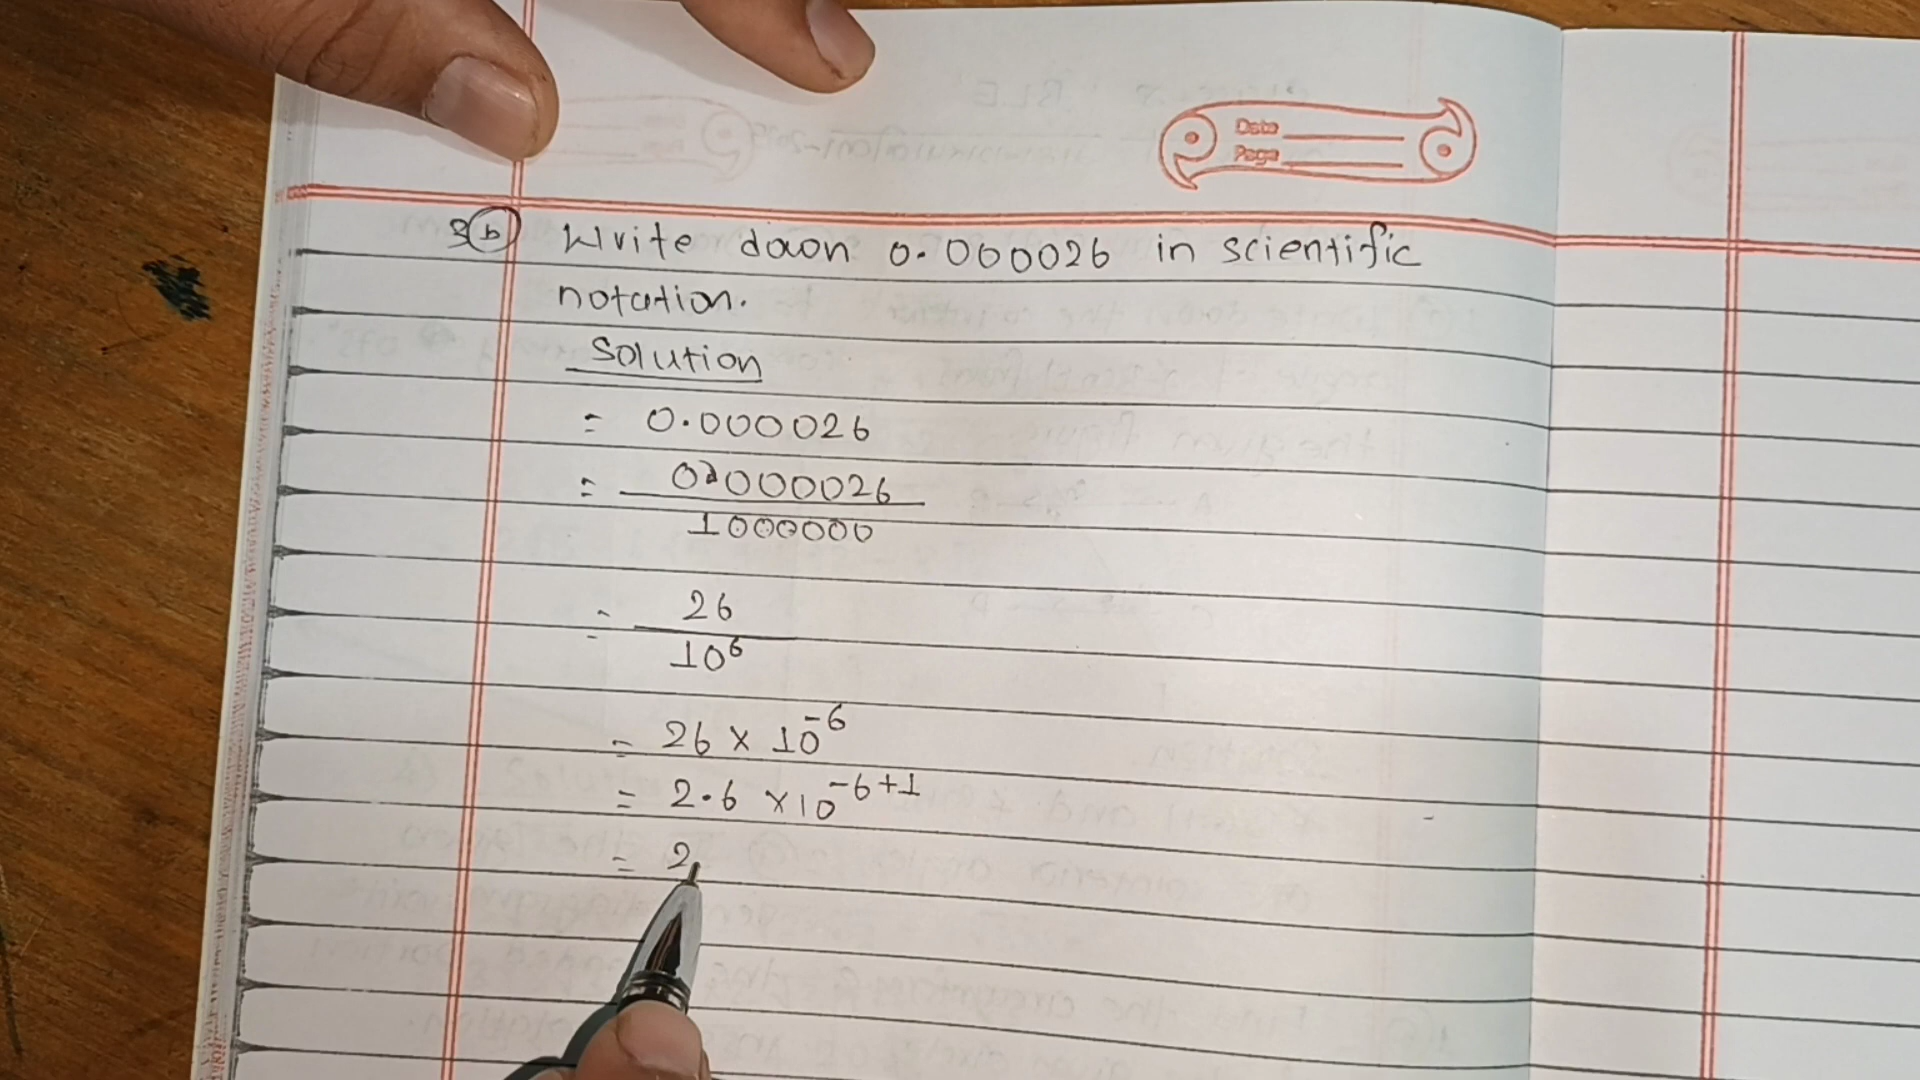 Date
Page
3(b) Write down 0.000026 in scientific
notation.
Solution
= 0.000026
= 0.000026
1000000
= 26
10⁶
= 26 × 10⁻⁶
= 2.6 × 10⁻⁶⁺¹
= 2.